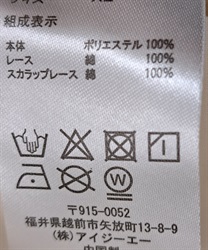 組成表示
本体 ポリエステル 100%
レース 綿 100%
スカラップレース 綿 100%
〒915-0052
福井県越前市矢放町13-8-9
(株)アイジーエー